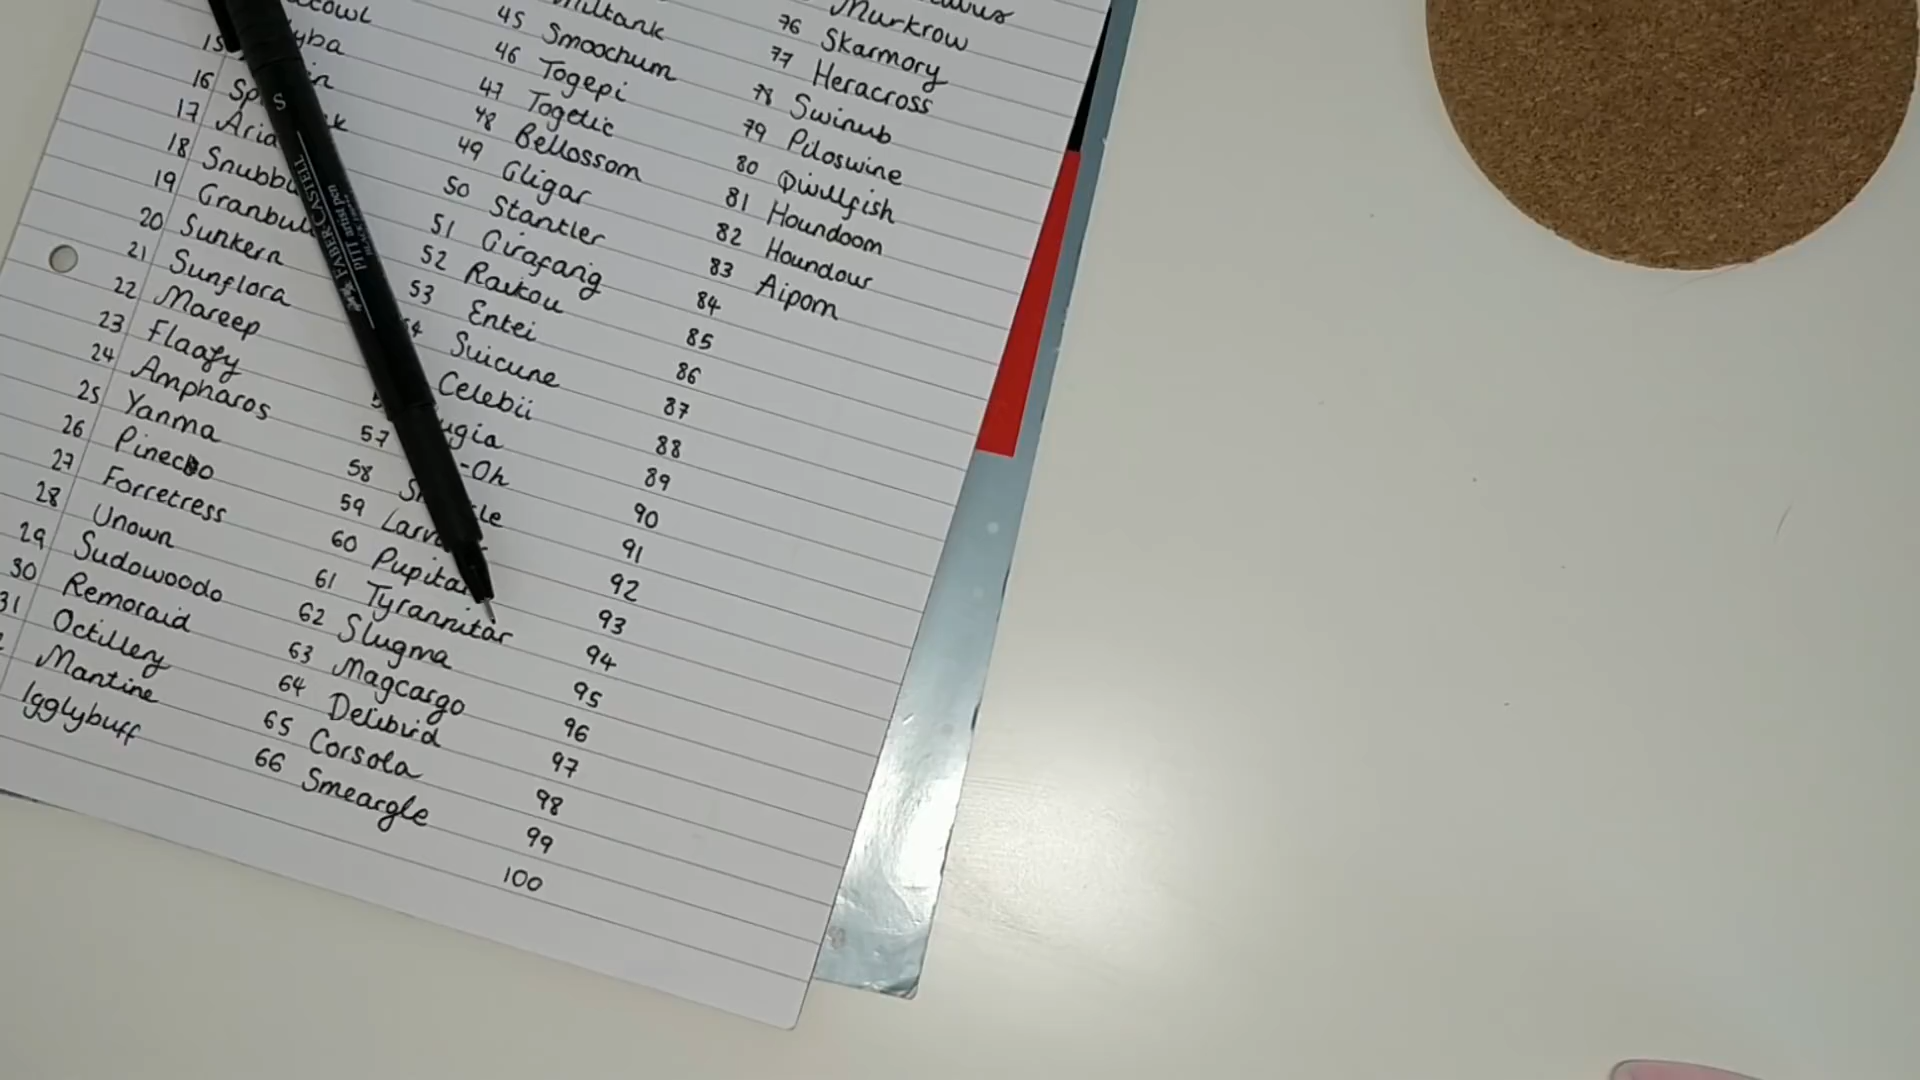 15
16
17
18
19 Granbull
20 Sunkern
21 Sunflora
22 Mareep
23 Flaafy
24 Ampharos
25 Yanma
26 Pineco
27 Forretress
28 Unown
29 Sudowoodo
30 Remoraid
31 Octillery
Mantine
Igglybuff
Miltank
45 Smoochum
46 Togepi
47 Togetic
48 Bellossom
49 Gligar
50 Stantler
51 Girafarig
52 Raikou
53 Entei
Suicune
Celebii
57 -Oh
58
59
60 Pupitar
61 Tyrannitar
62 Slugma
63 Magcargo
64 Delibird
65 Corsola
66 Smeargle
Murkrow
76 Skarmory
77 Heracross
78 Swinub
79 Piloswine
80 Qwilfish
81 Houndoom
82 Houndour
83 Aipom
84
85
86
87
88
89
90
91
92
93
94
95
96
97
98
99
100
S
FABER-CASTELL
PITT artist pen